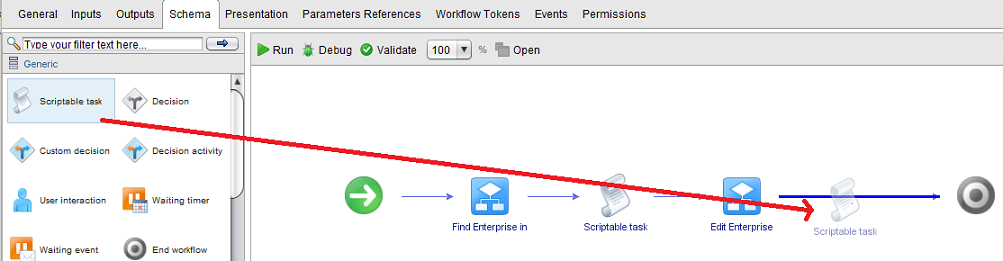 General Inputs Outputs Schema Presentation Parameters References Workflow Tokens Events Permissions
Type your filter text here...
Run Debug Validate 100 % Open
Generic
Scriptable task Decision
Custom decision Decision activity
User interaction Waiting timer
Waiting event End workflow
Find Enterprise in Scriptable task Edit Enterprise Scriptable task